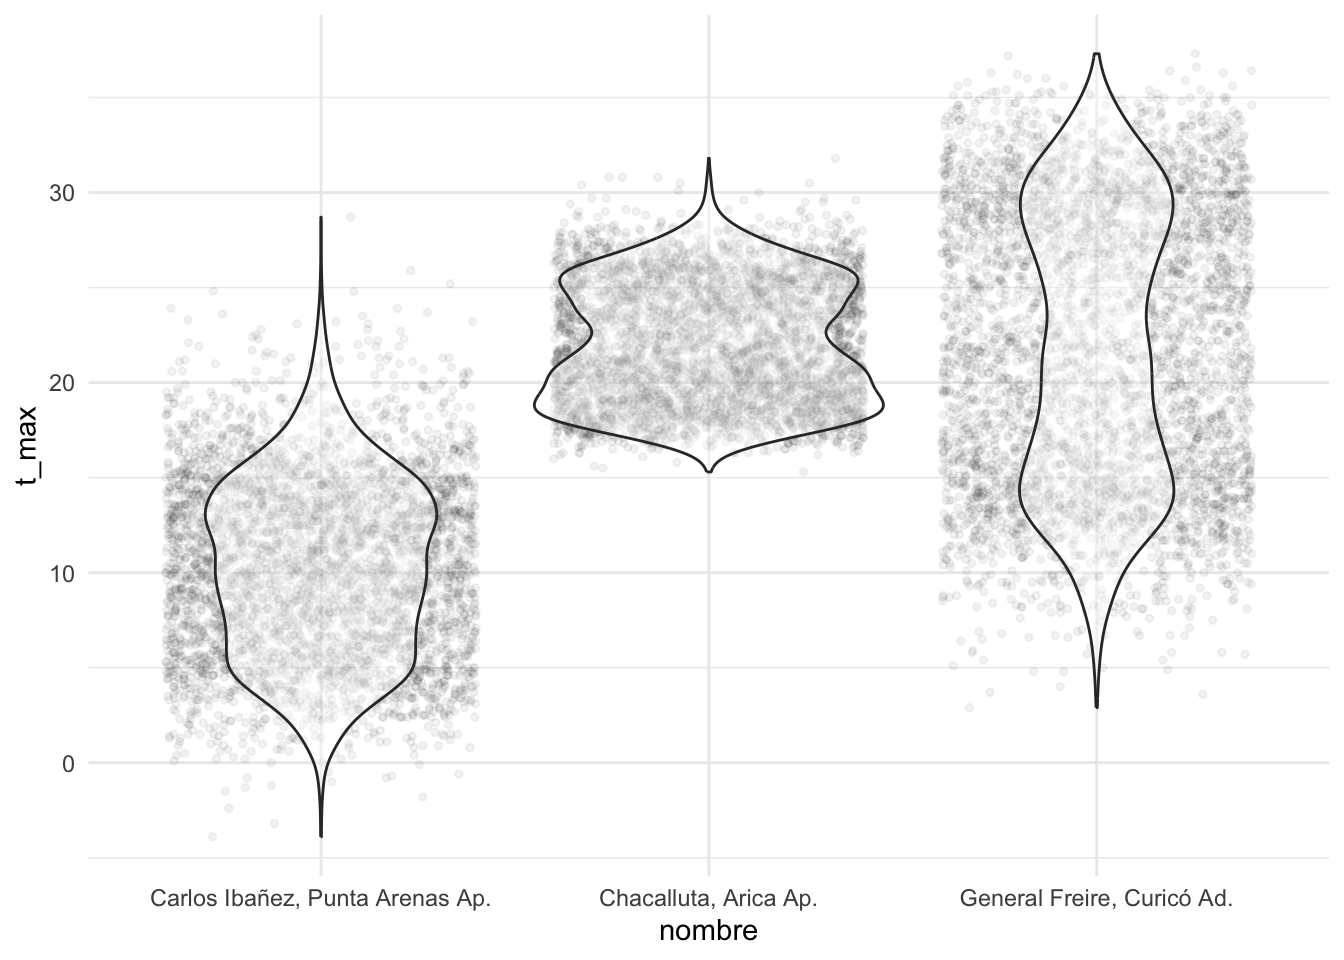 t_max
30
20
10
0
Carlos Ibañez, Punta Arenas Ap.
Chacalluta, Arica Ap.
General Freire, Curicó Ad.
nombre